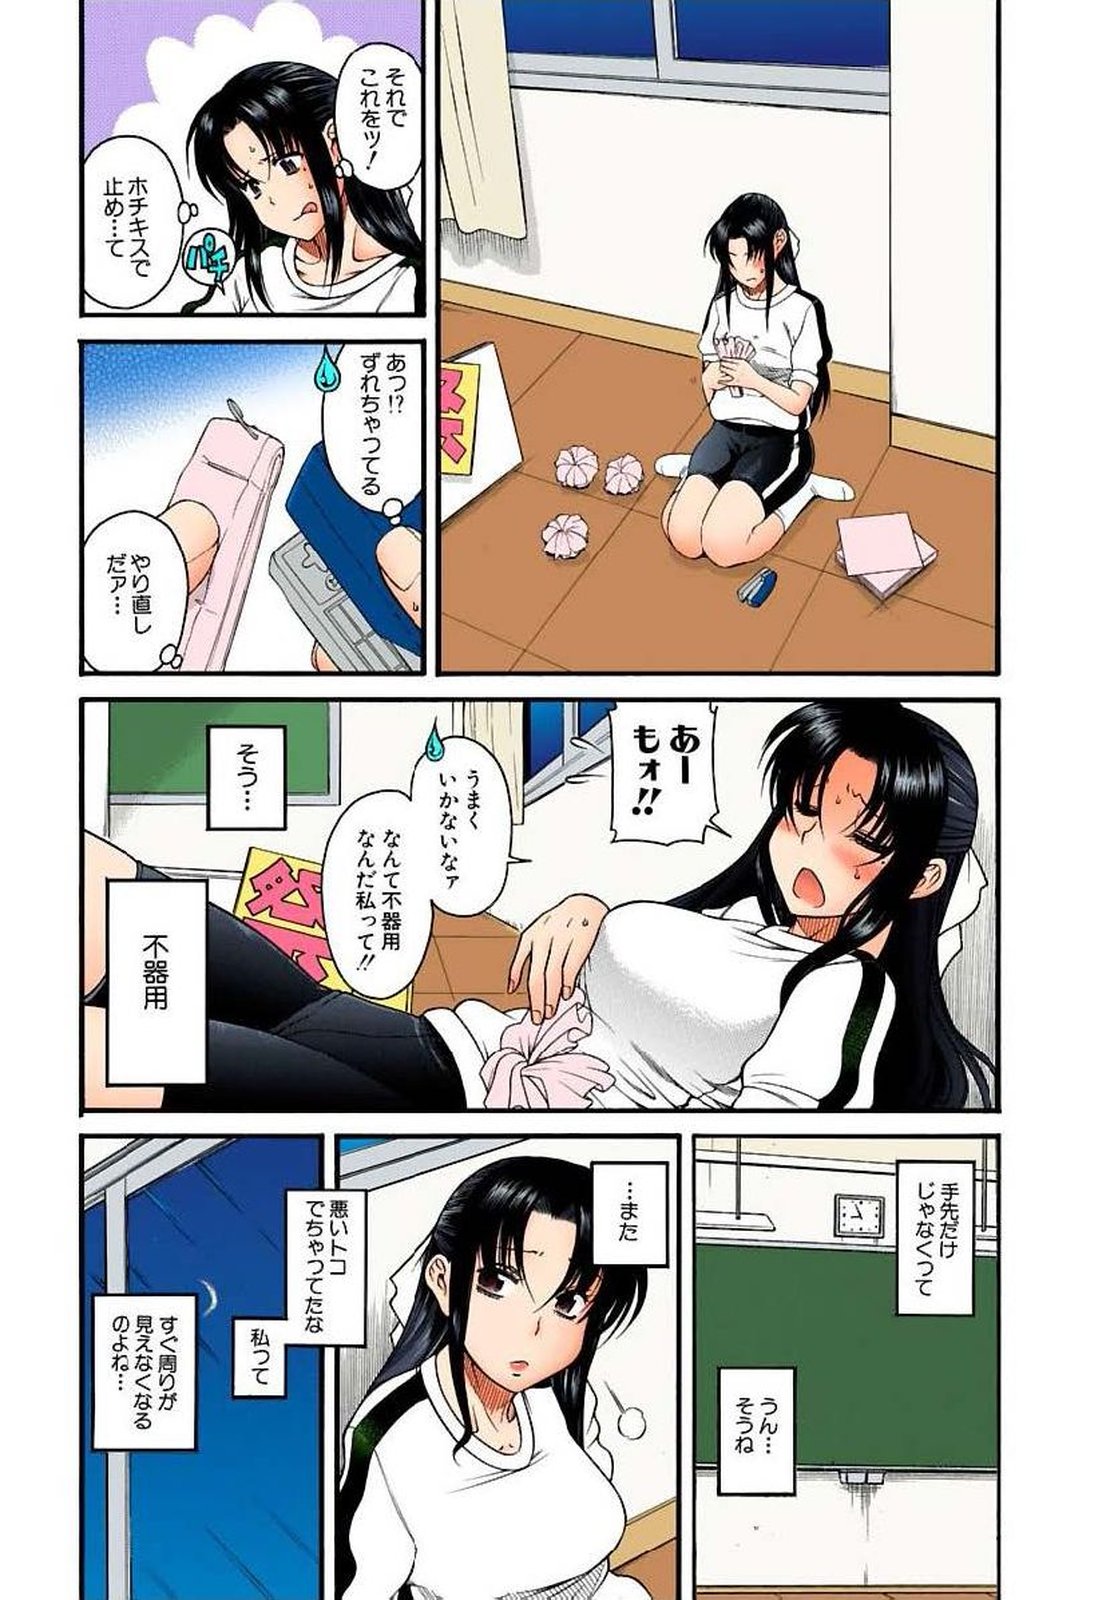 それで
これをッ!
ホチキスで
止め…て
パチ
あつ!?
ずれちゃってる
やり直し
だァ…
あー
もォ!!
うまく
いかないなァ
なんて不器用
なんだ私って!!
そう…
不器用
手先だけ
じゃなくって
うん…
そうね
…また
悪いトコ
でちゃってたな
私って
すぐ周りが
見えなくなる
のよね…